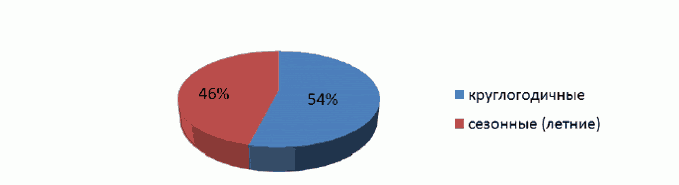 46%
54%
круглогодичные
сезонные (летние)